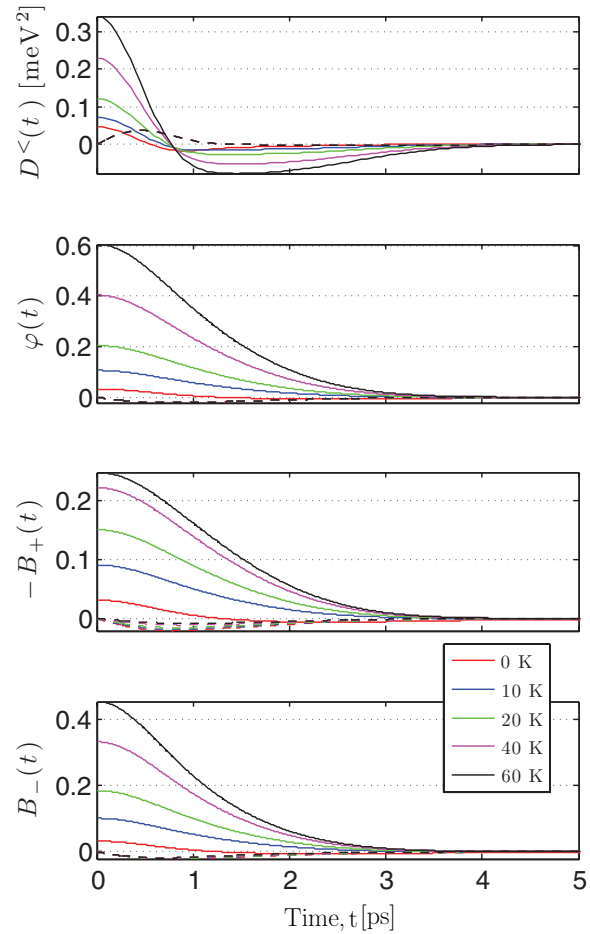 D^<(t) [meV²]
0.3
0.2
0.1
0
φ(t)
0.6
0.4
0.2
0
−B₊(t)
0.2
0.1
0
B₋(t)
0.4
0.2
0
0 K
10 K
20 K
40 K
60 K
0 1 2 3 4 5
Time, t[ps]